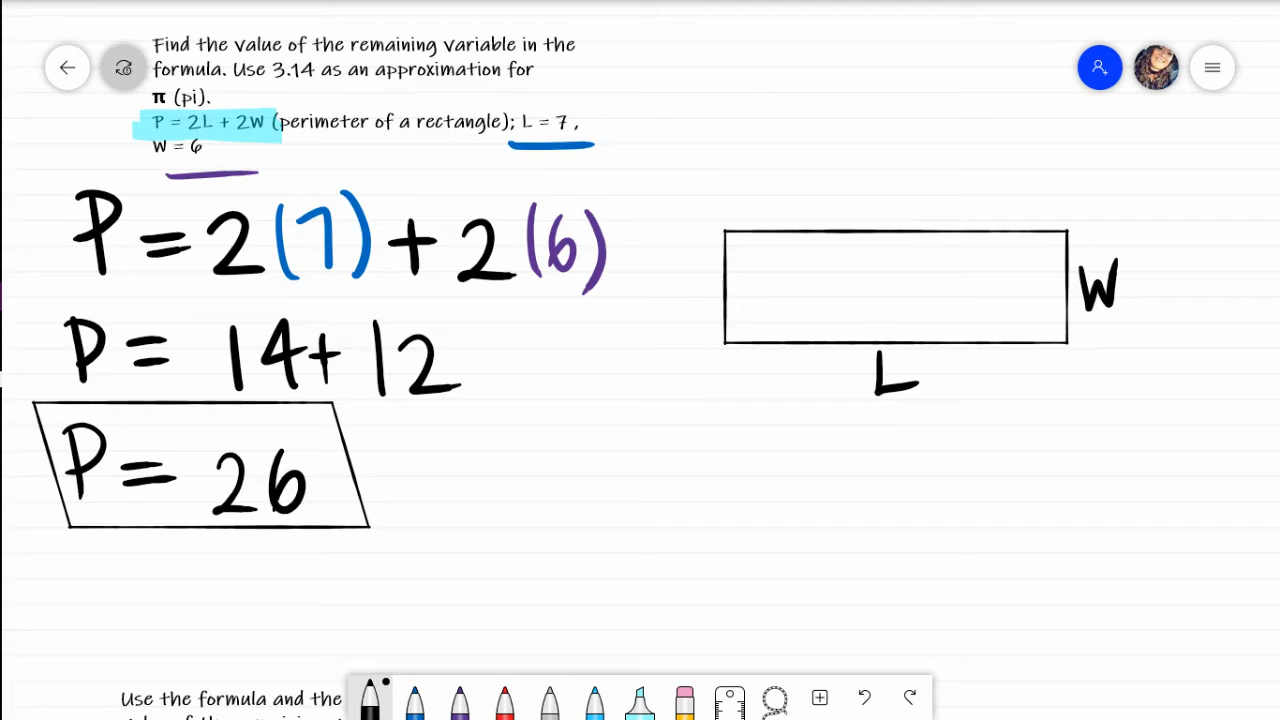 Find the value of the remaining variable in the
formula. Use 3.14 as an approximation for
π (pi).
P = 2L + 2W (perimeter of a rectangle); L = 7 ,
W = 6
P = 2(7) + 2(6)
P = 14+ 12
P = 26
W
L
Use the formula and the